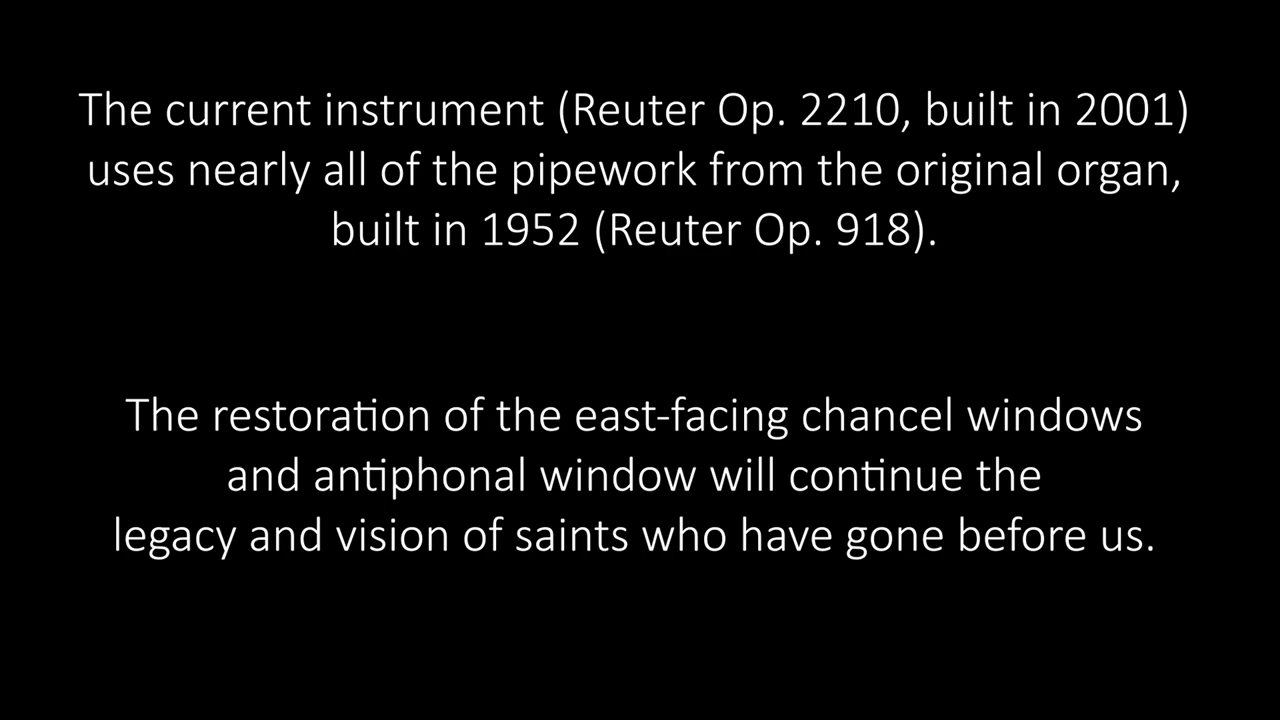 The current instrument (Reuter Op. 2210, built in 2001)
uses nearly all of the pipework from the original organ,
built in 1952 (Reuter Op. 918).
The restoration of the east-facing chancel windows
and antiphonal window will continue the
legacy and vision of saints who have gone before us.